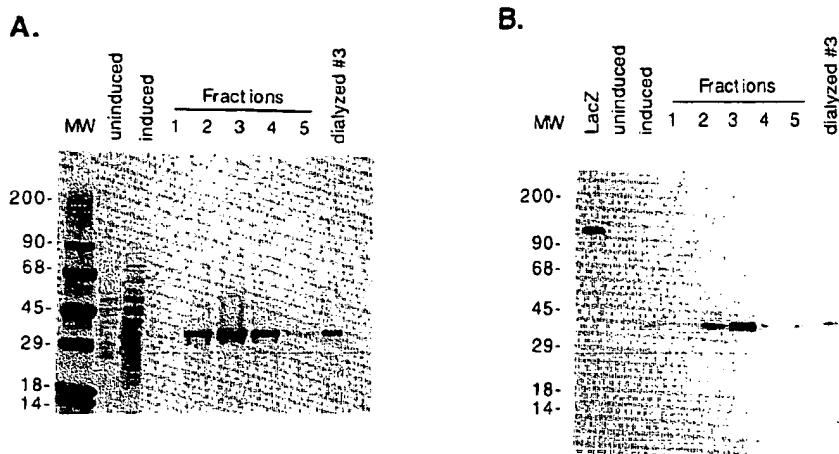 A.
MW
uninduced
induced
Fractions
1 2 3 4 5
dialyzed #3
200-
90-
68-
45-
29-
18-
14-
B.
MW
LacZ
uninduced
induced
Fractions
1 2 3 4 5
dialyzed #3
200-
90-
68-
45-
29-
18-
14-